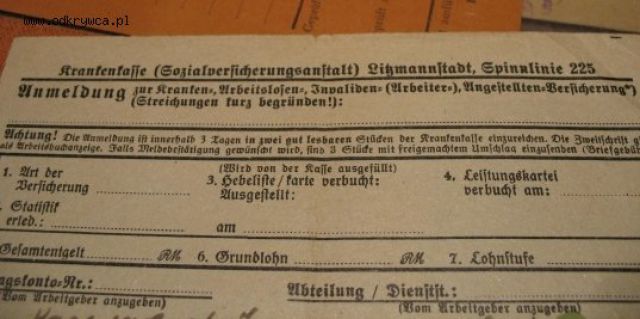 www.odkrywca.pl
Krankenkasse (Sozialversicherungsanstalt) Litzmannstadt, Spinnlinie 225
Anmeldung zur Kranken-, Arbeitslosen-, Invaliden- (Arbeiter-), Angestellten-Versicherung*)
(Streichungen kurz begründen!):
Achtung! Die Anmeldung ist innerhalb 3 Tagen in zwei gut lesbaren Stücken der Krankenkasse einzureichen. Die Zweitschrift g
als Arbeitsbuchanzeige. Falls Meldebestätigung gewünscht wird, sind 3 Stück mit freigemachtem Umschlag einzusenden (Briefgebü
(Wird von der Kasse ausgefüllt)
1. Art der Versicherung
3. Hebeliste/karte verbucht:
Ausgestellt:
4. Leistungskartei
verbucht am:
. Statistik
erled.:
am
Gesamtentgelt RM 6. Grundlohn RM 7. Lohnstufe
ngskonto-Nr.:
(Vom Arbeitgeber anzugeben)
Abteilung / Dienstst.:
(Vom Arbeitgeber anzugeben)